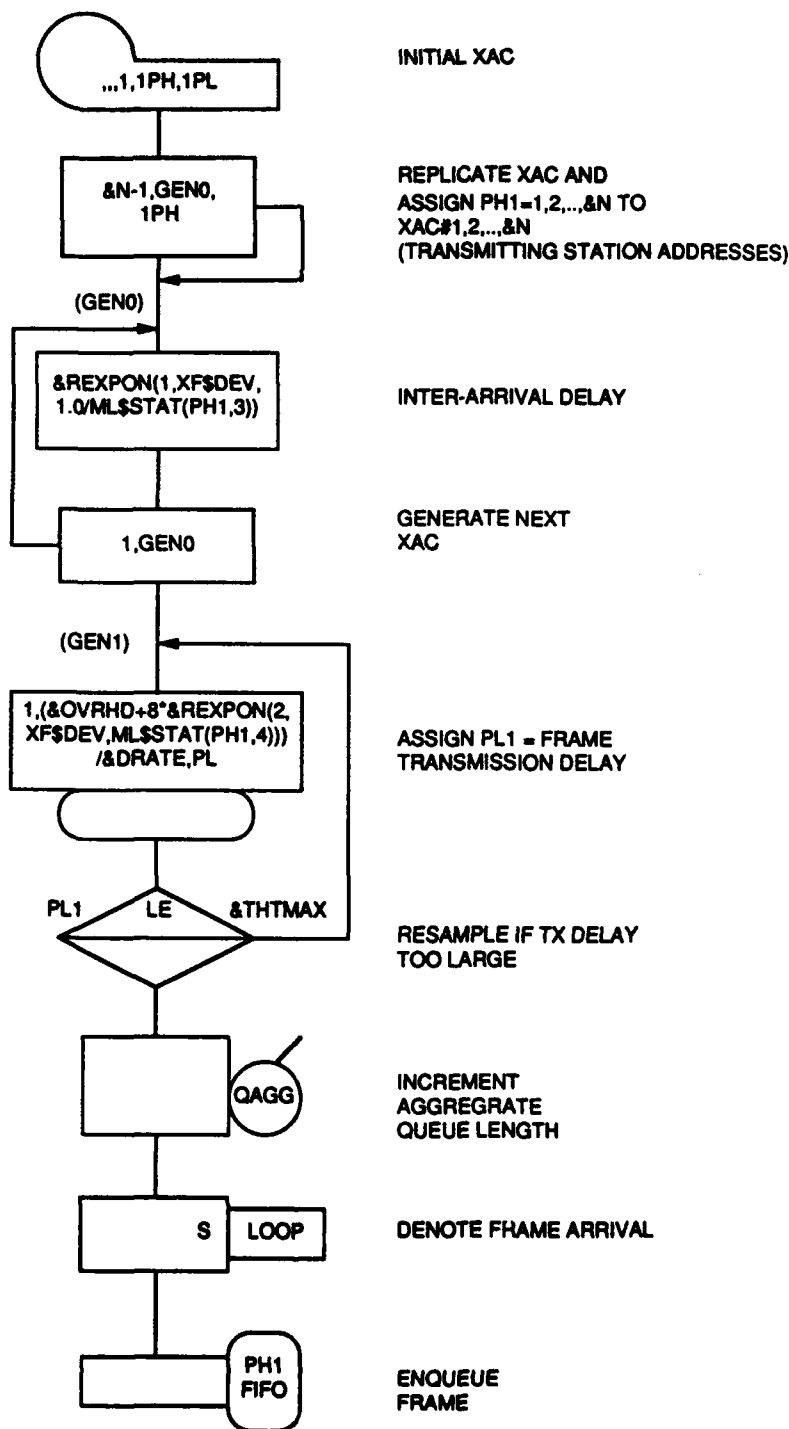 ,,,1,1PH,1PL
INITIAL XAC
&N-1,GEN0,
1PH
REPLICATE XAC AND
ASSIGN PH1=1,2,..,&N TO
XAC#1,2,..,&N
(TRANSMITTING STATION ADDRESSES)
(GEN0)
&REXPON(1,XF$DEV,
1.0/ML$STAT(PH1,3))
INTER-ARRIVAL DELAY
1,GEN0
GENERATE NEXT
XAC
(GEN1)
1,(&OVRHD+8*&REXPON(2,
XF$DEV,ML$STAT(PH1,4)))
/&DRATE,PL
ASSIGN PL1 = FRAME
TRANSMISSION DELAY
PL1 LE &THTMAX
RESAMPLE IF TX DELAY
TOO LARGE
QAGG
INCREMENT
AGGREGRATE
QUEUE LENGTH
S LOOP
DENOTE FRAME ARRIVAL
PH1
FIFO
ENQUEUE
FRAME